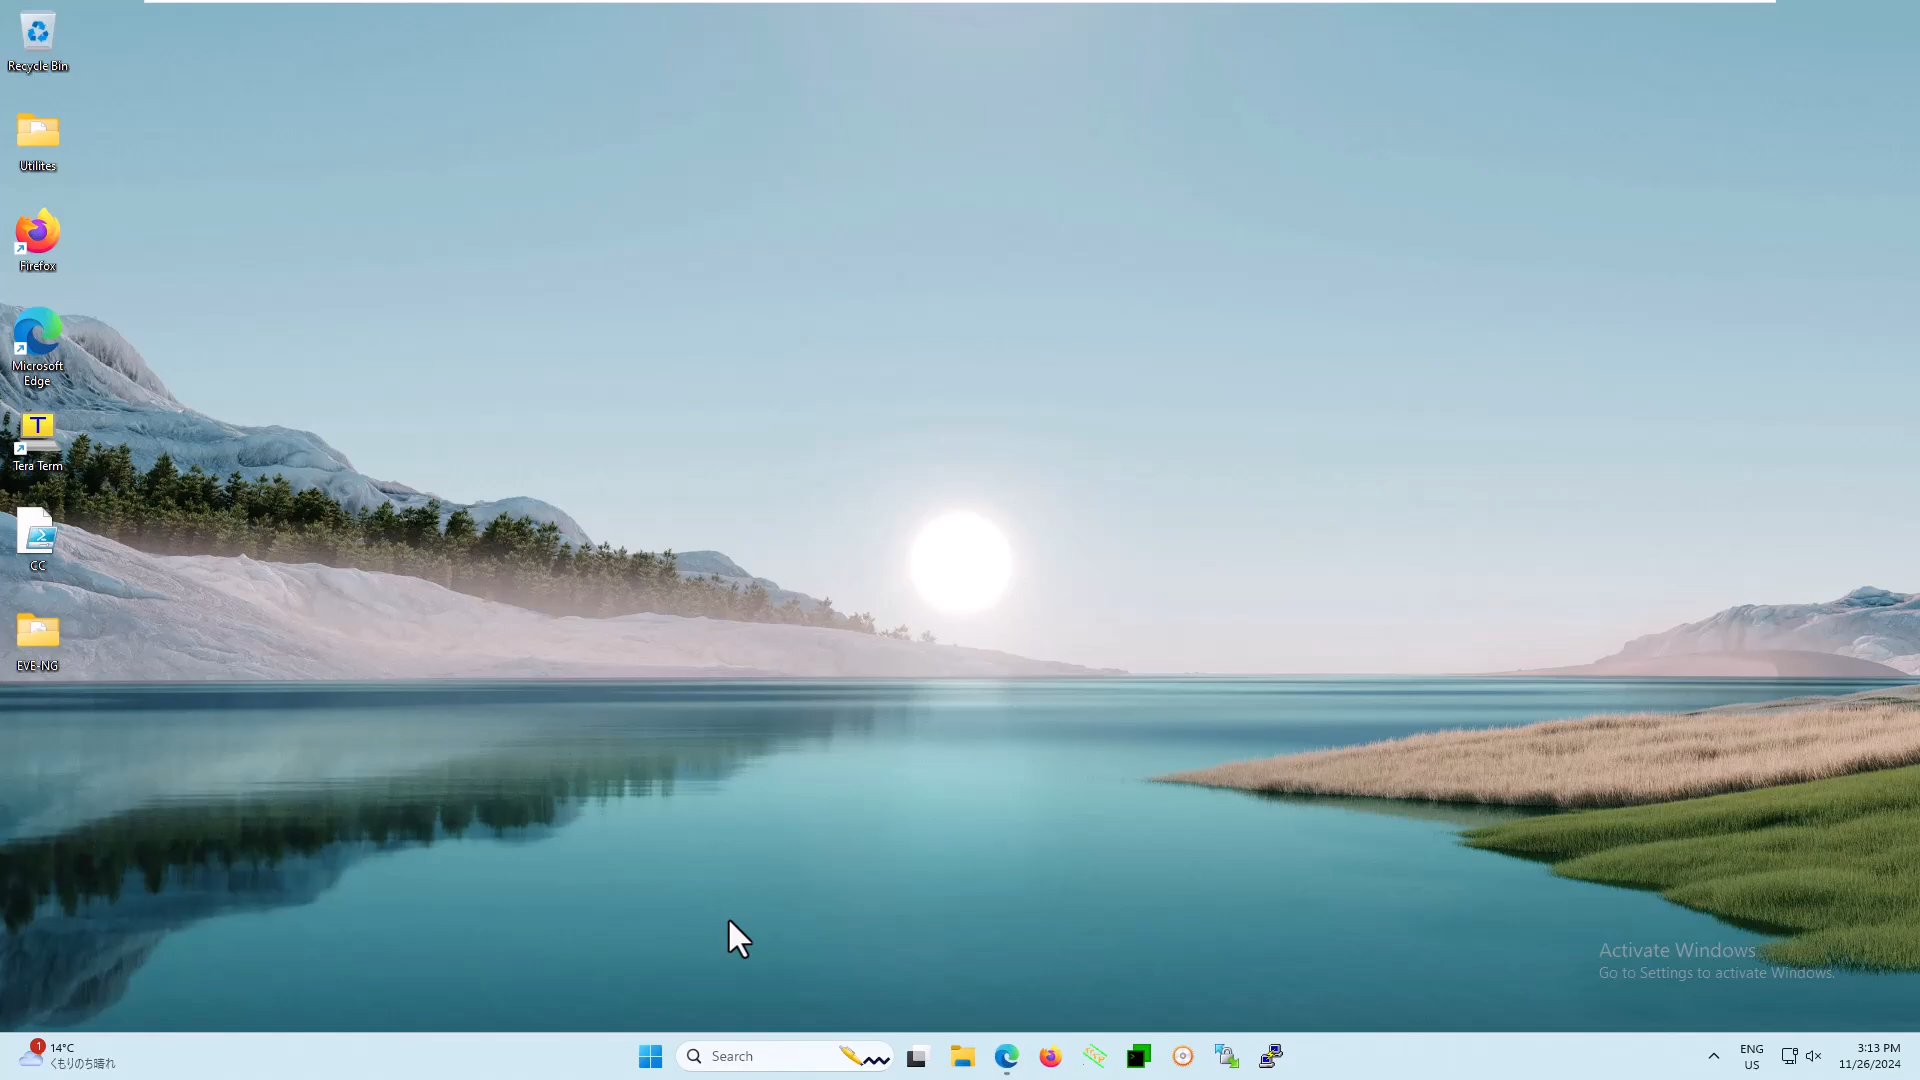 Recycle Bin
Utilites
Firefox
Microsoft
Edge
T
Tera Term
CC
EVE-NG
Activate Windows
Go to Settings to activate Windows.
1
14°C
くもりのち晴れ
Search
ENG
US
3:13 PM
11/26/2024